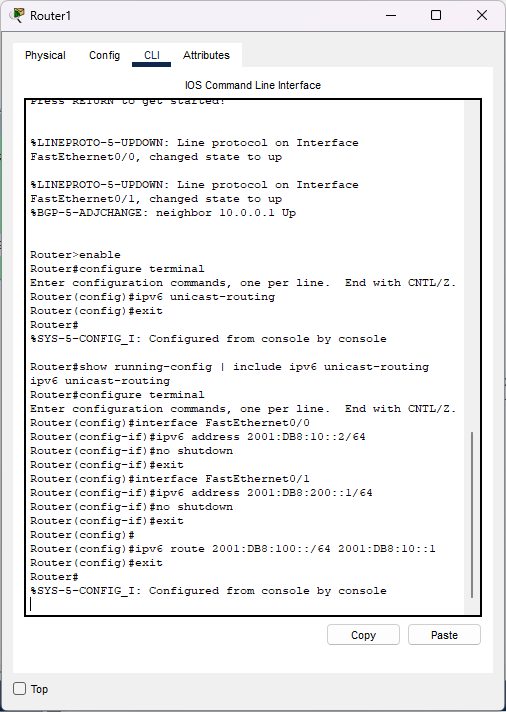 Router1
Physical Config CLI Attributes
IOS Command Line Interface
Press RETURN to get started!
%LINEPROTO-5-UPDOWN: Line protocol on Interface
FastEthernet0/0, changed state to up
%LINEPROTO-5-UPDOWN: Line protocol on Interface
FastEthernet0/1, changed state to up
%BGP-5-ADJCHANGE: neighbor 10.0.0.1 Up
Router>enable
Router#configure terminal
Enter configuration commands, one per line.  End with CNTL/Z.
Router(config)#ipv6 unicast-routing
Router(config)#exit
Router#
%SYS-5-CONFIG_I: Configured from console by console
Router#show running-config | include ipv6 unicast-routing
ipv6 unicast-routing
Router#configure terminal
Enter configuration commands, one per line.  End with CNTL/Z.
Router(config)#interface FastEthernet0/0
Router(config-if)#ipv6 address 2001:DB8:10::2/64
Router(config-if)#no shutdown
Router(config-if)#exit
Router(config)#interface FastEthernet0/1
Router(config-if)#ipv6 address 2001:DB8:200::1/64
Router(config-if)#no shutdown
Router(config-if)#exit
Router(config)#
Router(config)#ipv6 route 2001:DB8:100::/64 2001:DB8:10::1
Router(config)#exit
Router#
%SYS-5-CONFIG_I: Configured from console by console
Copy Paste
Top